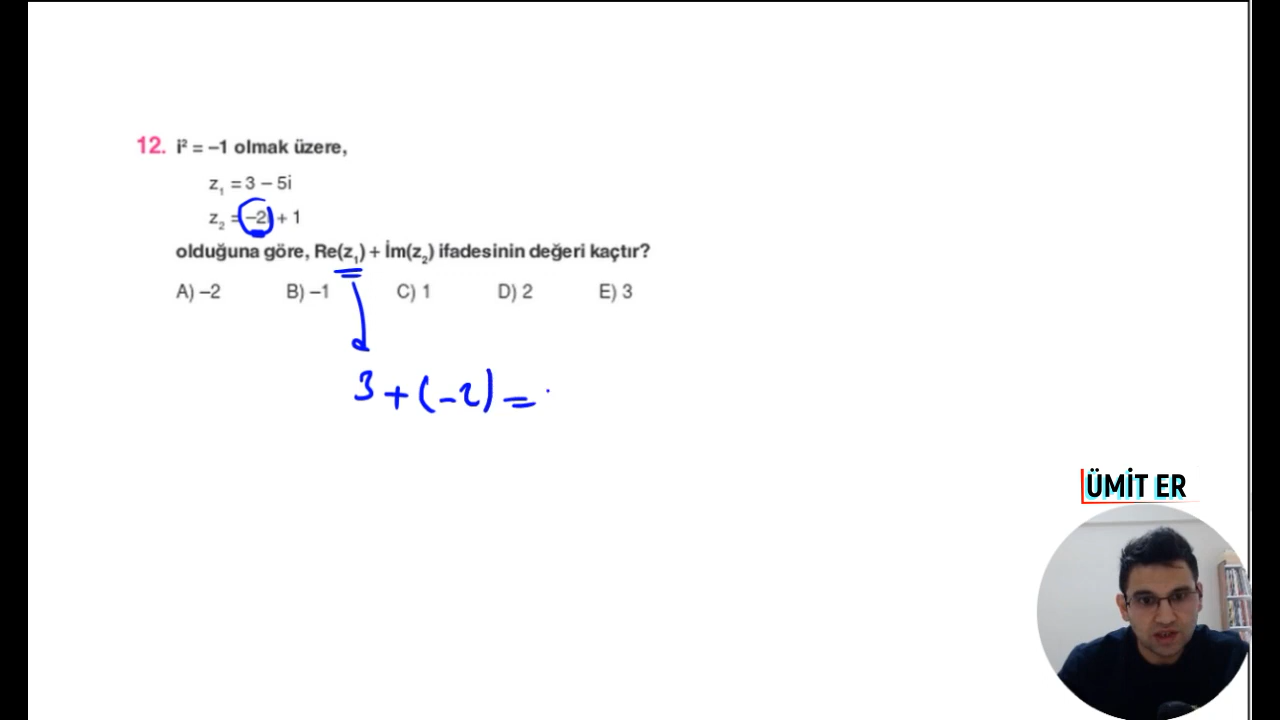 12. i² = –1 olmak üzere,
z₁ = 3 – 5i
z₂ = –2i + 1
olduğuna göre, Re(z₁) + İm(z₂) ifadesinin değeri kaçtır?
A) –2 B) –1 C) 1 D) 2 E) 3
3 + (-2) =
ÜMİT ER